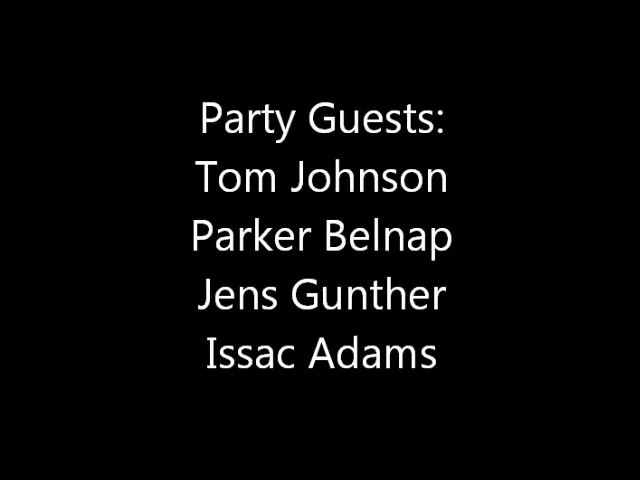 Party Guests:
Tom Johnson
Parker Belnap
Jens Gunther
Issac Adams